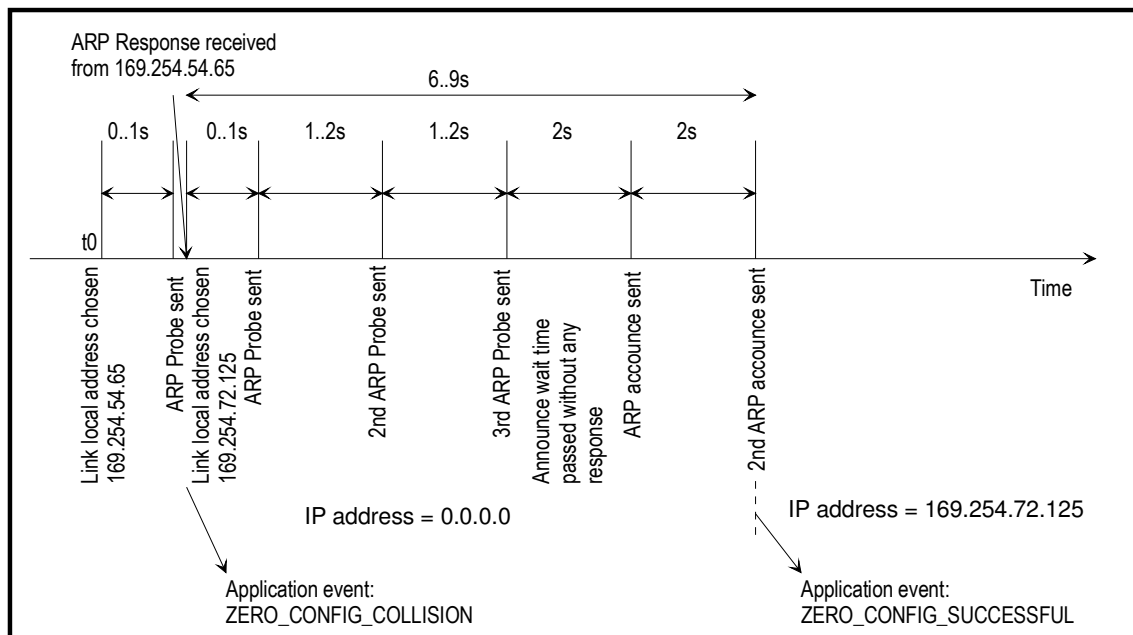 ARP Response received
from 169.254.54.65
6..9s
0..1s
0..1s
1..2s
1..2s
2s
2s
t0
Time
Link local address chosen
169.254.54.65
ARP Probe sent
Link local address chosen
169.254.72.125
ARP Probe sent
2nd ARP Probe sent
3rd ARP Probe sent
Announce wait time
passed without any
response
ARP accounce sent
2nd ARP accounce sent
IP address = 0.0.0.0
IP address = 169.254.72.125
Application event:
ZERO_CONFIG_COLLISION
Application event:
ZERO_CONFIG_SUCCESSFUL